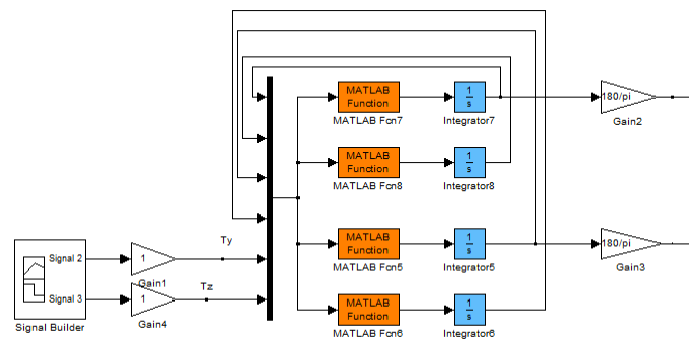 MATLAB
Function
MATLAB Fcn7
1
s
Integrator7
180/pi
Gain2
MATLAB
Function
MATLAB Fcn8
1
s
Integrator8
Signal 2
Signal 3
Signal Builder
1
Gain1
Ty
1
Gain4
Tz
MATLAB
Function
MATLAB Fcn5
1
s
Integrator5
180/pi
Gain3
MATLAB
Function
MATLAB Fcn6
1
s
Integrator6